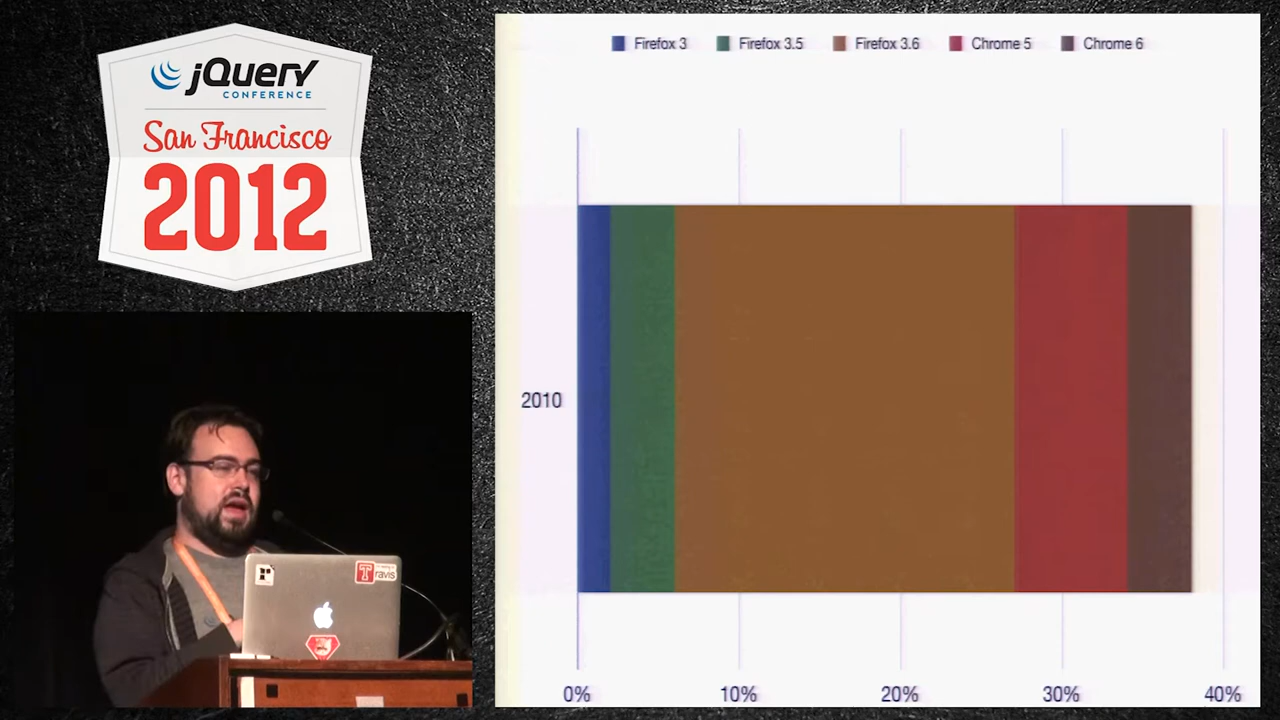 jQuery
CONFERENCE
San Francisco
2012
Firefox 3 Firefox 3.5 Firefox 3.6 Chrome 5 Chrome 6
2010
0% 10% 20% 30% 40%
Travis